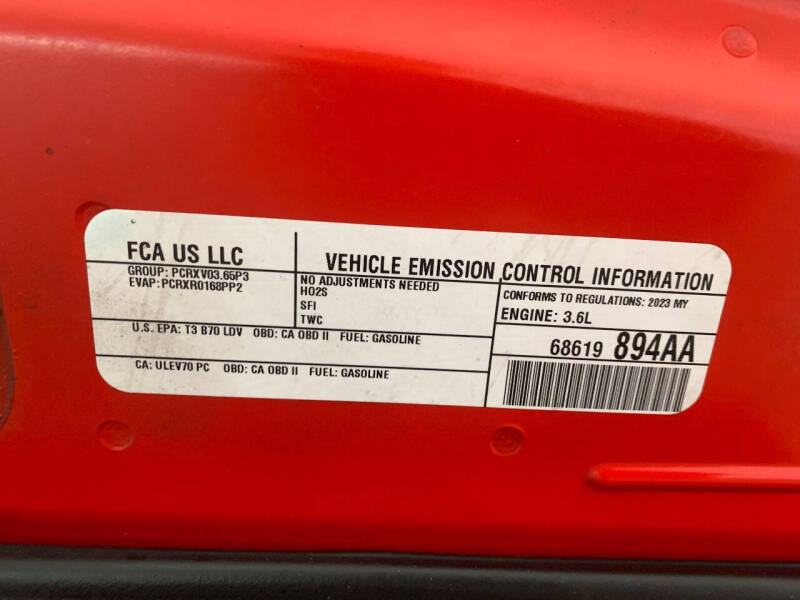 FCA US LLC
GROUP: PCRXV03.65P3
EVAP: PCRXR0168PP2
VEHICLE EMISSION CONTROL INFORMATION
NO ADJUSTMENTS NEEDED
HO2S
SFI
TWC
CONFORMS TO REGULATIONS: 2023 MY
ENGINE: 3.6L
U.S. EPA: T3 B70 LDV OBD: CA OBD II FUEL: GASOLINE
CA: ULEV70 PC OBD: CA OBD II FUEL: GASOLINE
68619 894AA